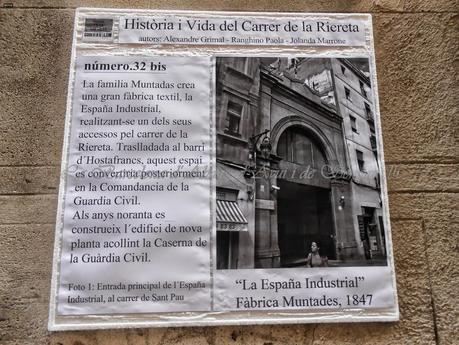 Història i Vida del Carrer de la Riereta
autors: Alexandre Grimal - Ranghino Paola - Jolanda Marrone
número.32 bis
La familia Muntadas crea
una gran fàbrica textil, la
España Industrial,
realitzant-se un dels seus
accessos pel carrer de la
Riereta. Traslladada al barri
d´Hostafrancs, aquest espai
es convertiria posteriorment
en la Comandancia de la
Guardia Civil.
Als anys noranta es
construeix l´edifici de nova
planta acollint la Caserna de
la Guàrdia Civil.
Foto 1: Entrada principal de l´España
Industrial, al carrer de Sant Pau
"La España Industrial"
Fàbrica Muntades, 1847